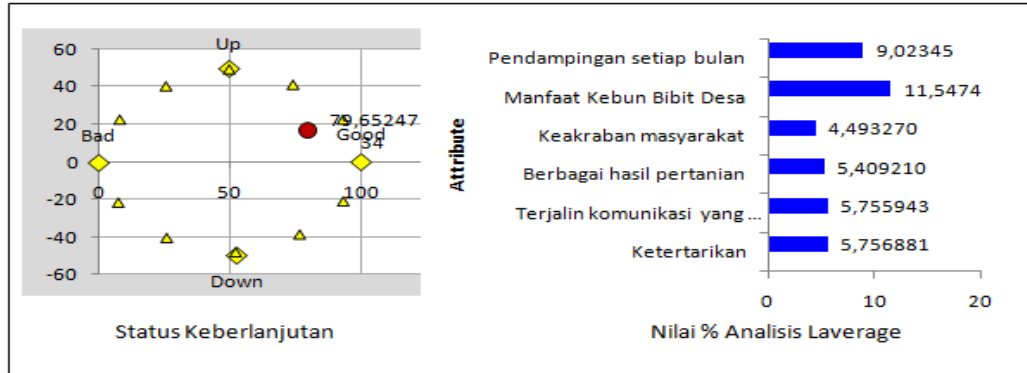 60
40
20
0
-20
-40
-60
Up
Bad
Good
Down
0
50
100
79,65247
34
Status Keberlanjutan
Attribute
Pendampingan setiap bulan
9,02345
Manfaat Kebun Bibit Desa
11,5474
Keakraban masyarakat
4,493270
Berbagai hasil pertanian
5,409210
Terjalin komunikasi yang ...
5,755943
Ketertarikan
5,756881
0
10
20
Nilai % Analisis Laverage